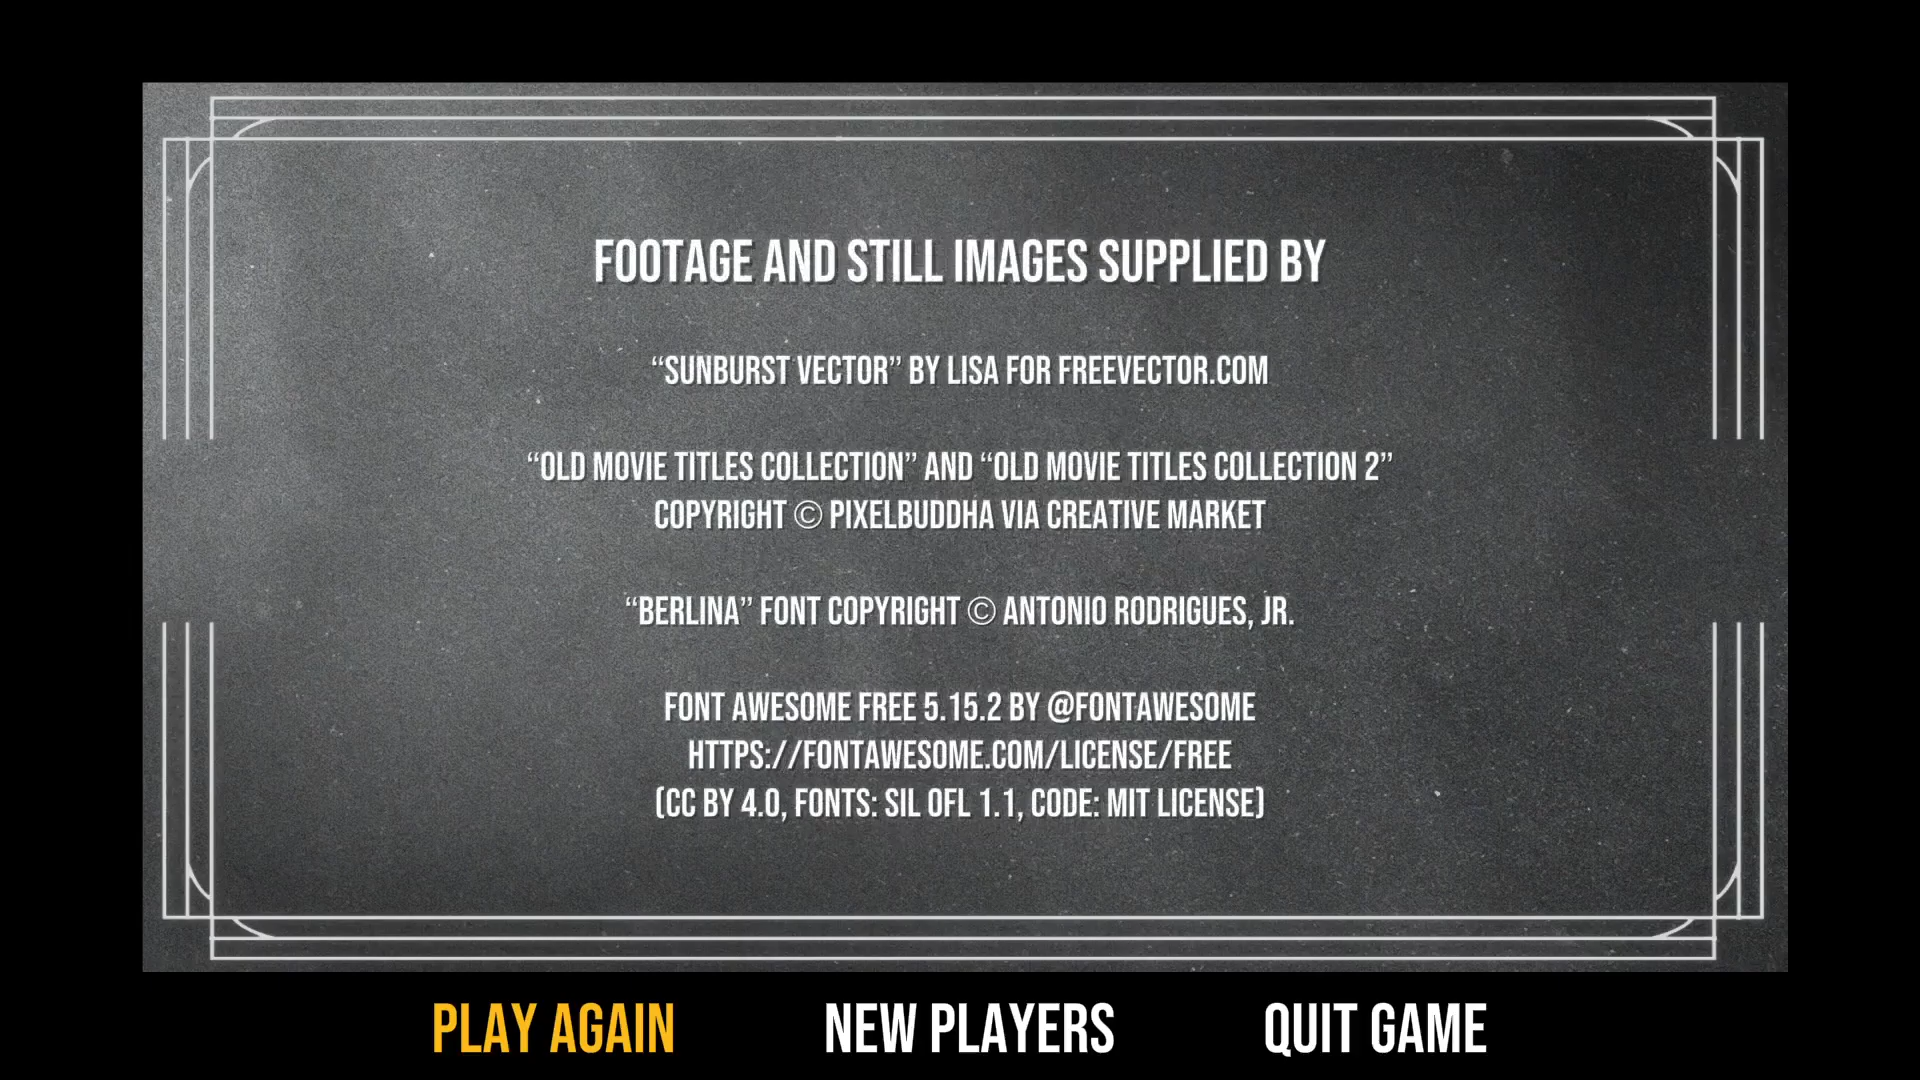 FOOTAGE AND STILL IMAGES SUPPLIED BY
“SUNBURST VECTOR” BY LISA FOR FREEVECTOR.COM
“OLD MOVIE TITLES COLLECTION” AND “OLD MOVIE TITLES COLLECTION 2”
COPYRIGHT © PIXELBUDDHA VIA CREATIVE MARKET
“BERLINA” FONT COPYRIGHT © ANTONIO RODRIGUES, JR.
FONT AWESOME FREE 5.15.2 BY @FONTAWESOME
HTTPS://FONTAWESOME.COM/LICENSE/FREE
(CC BY 4.0, FONTS: SIL OFL 1.1, CODE: MIT LICENSE)
PLAY AGAIN NEW PLAYERS QUIT GAME